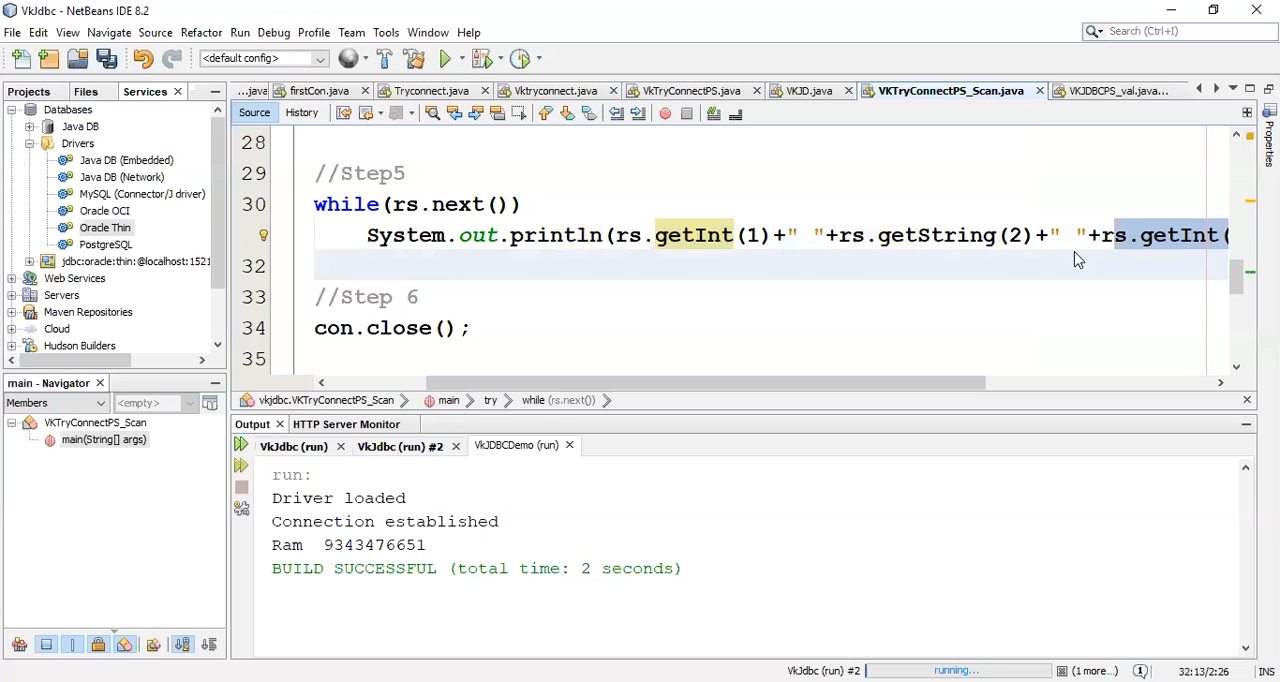 VkJdbc - NetBeans IDE 8.2
File Edit View Navigate Source Refactor Run Debug Profile Team Tools Window Help
Search (Ctrl+I)
<default config>
Projects Files Services
...java firstCon.java Tryconnect.java Vktryconnect.java VkTryConnectPS.java VKJD.java VKTryConnectPS_Scan.java VKJDBCPS_val.java...
Source History
Databases
Java DB
Drivers
Java DB (Embedded)
Java DB (Network)
MySQL (Connector/J driver)
Oracle OCI
Oracle Thin
PostgreSQL
jdbc:oracle:thin:@localhost:1521
Web Services
Servers
Maven Repositories
Cloud
Hudson Builders
28
29 //Step5
30 while(rs.next())
System.out.println(rs.getInt(1)+" "+rs.getString(2)+" "+rs.getInt(
32
33 //Step 6
34 con.close();
35
Properties
main - Navigator
Members <empty>
VKTryConnectPS_Scan
main(String[] args)
vkjdbc.VKTryConnectPS_Scan main try while (rs.next())
Output HTTP Server Monitor
VkJdbc (run) VkJdbc (run) #2 VkJDBCDemo (run)
run:
Driver loaded
Connection established
Ram 9343476651
BUILD SUCCESSFUL (total time: 2 seconds)
VkJdbc (run) #2 running... (1 more...) 32:13/2:26 INS